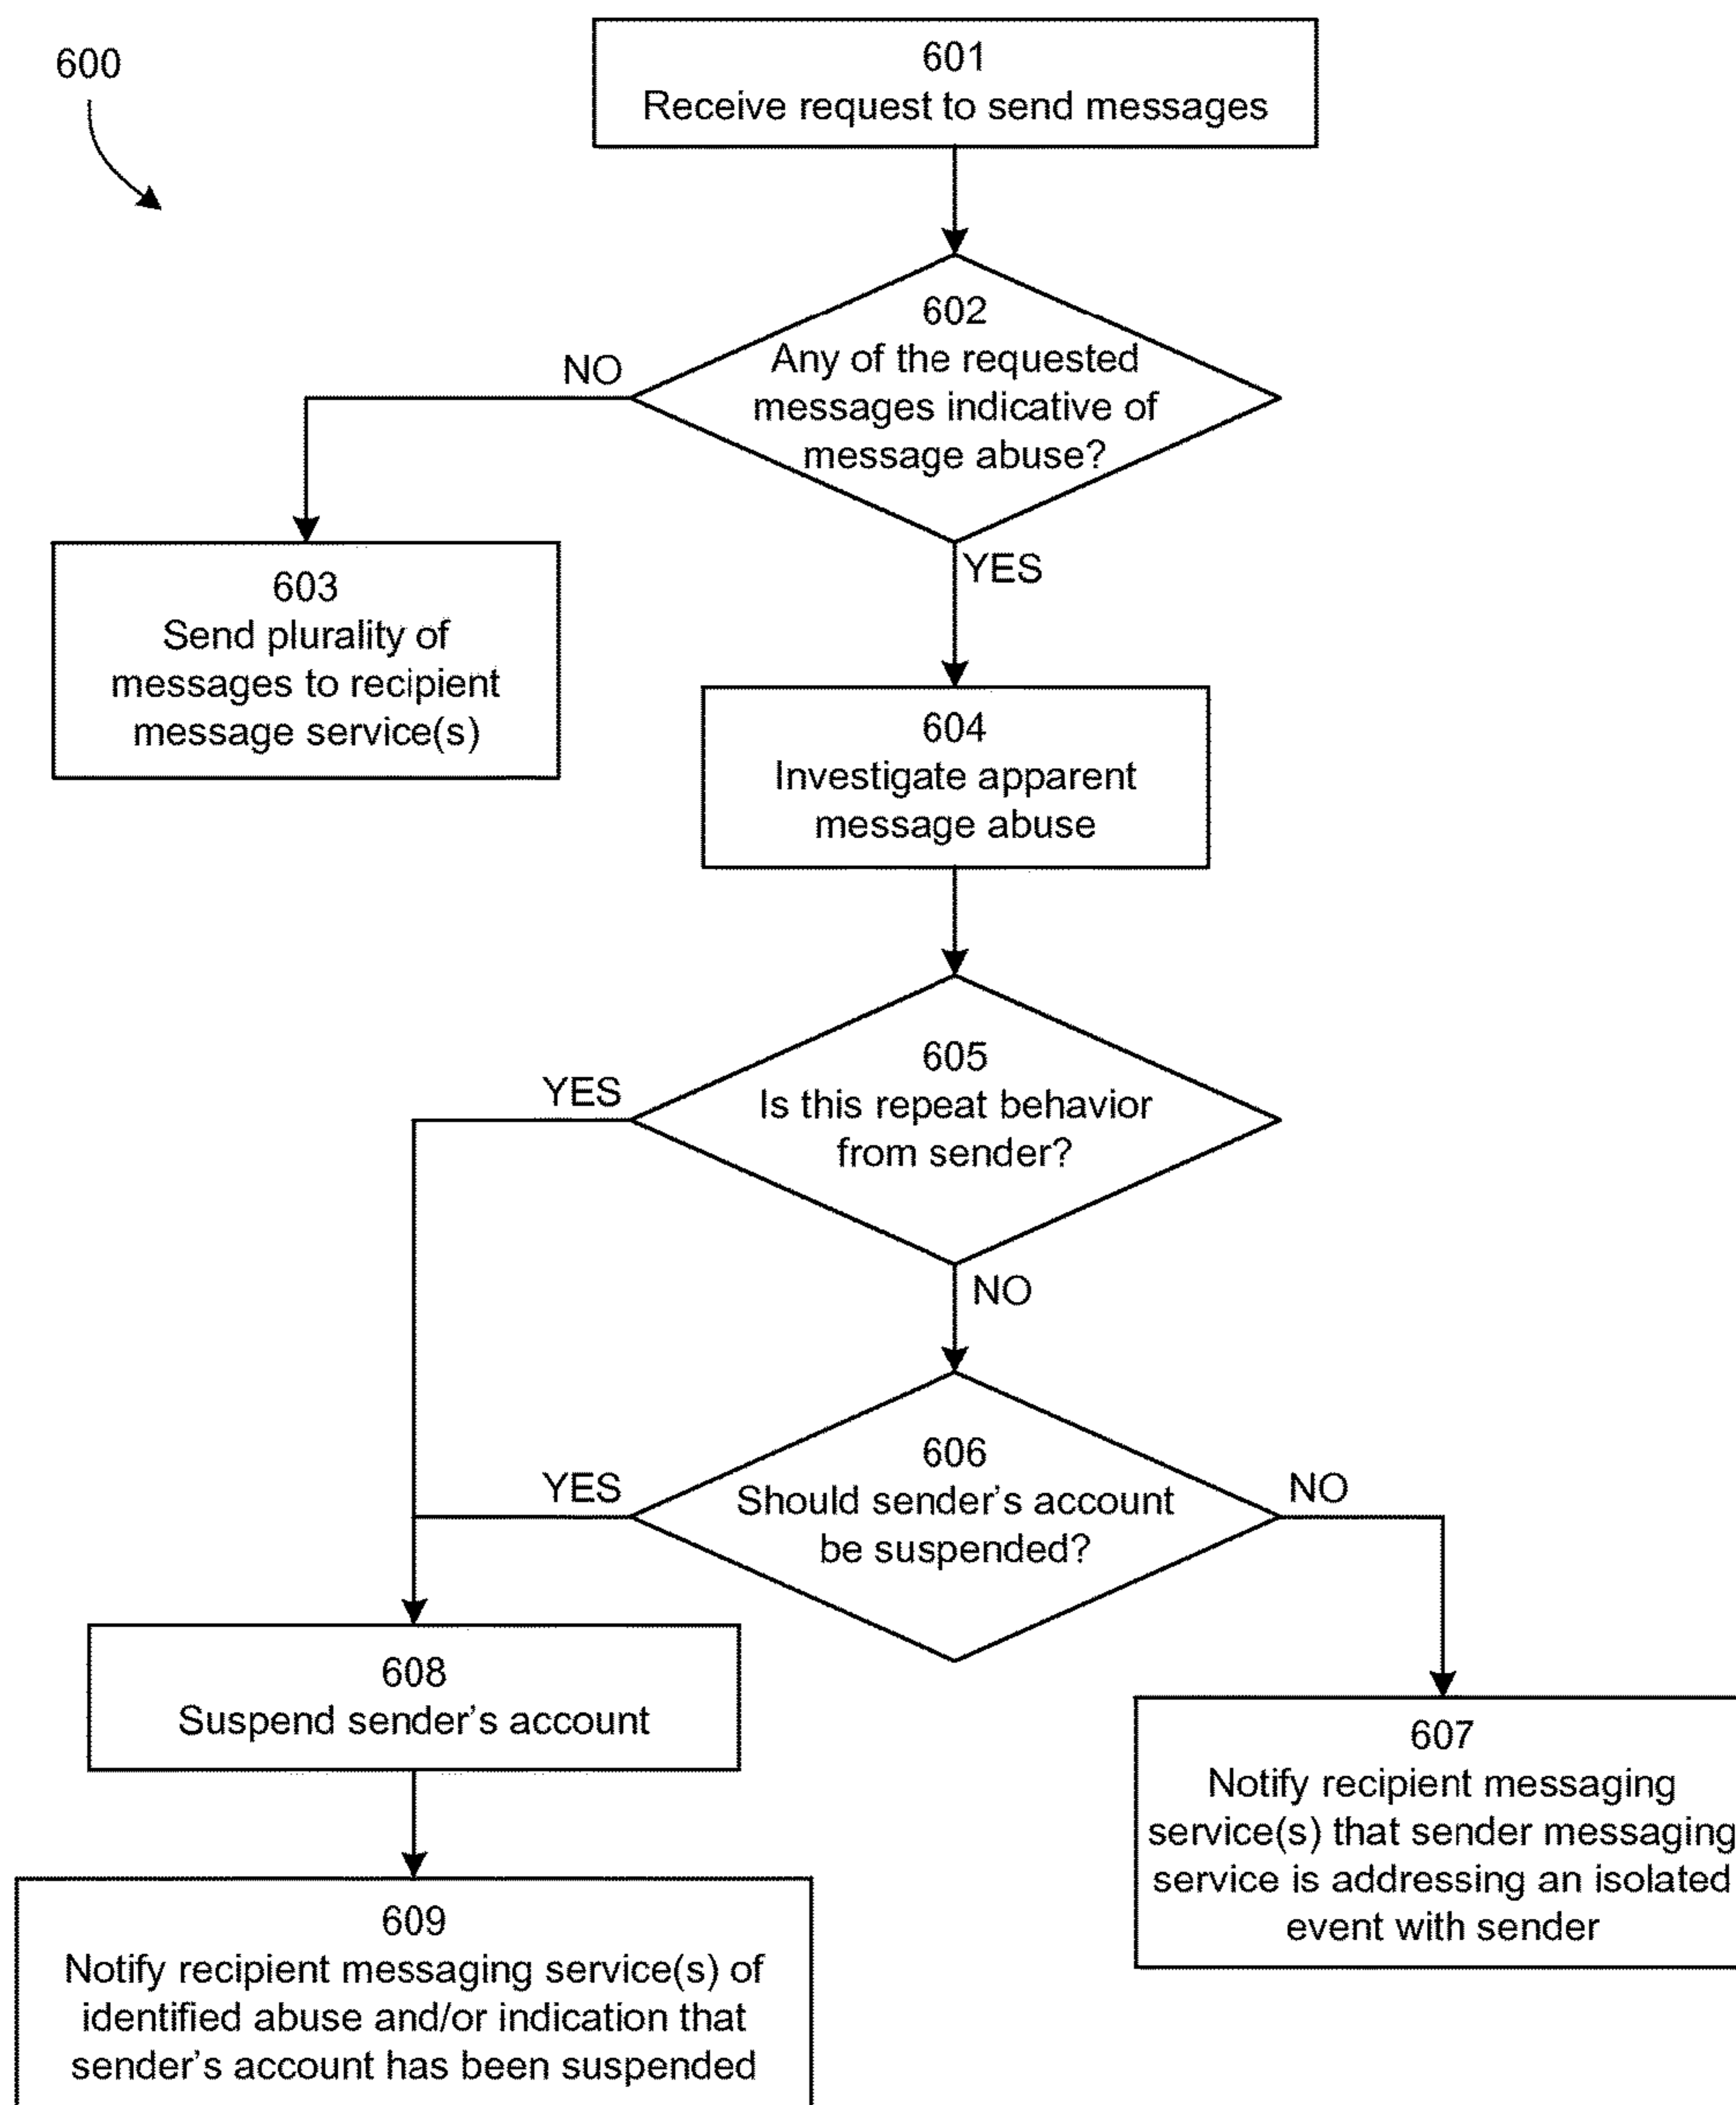 600
601
Receive request to send messages
602
Any of the requested
messages indicative of
message abuse?
NO
YES
603
Send plurality of
messages to recipient
message service(s)
604
Investigate apparent
message abuse
605
Is this repeat behavior
from sender?
YES
NO
606
Should sender's account
be suspended?
YES
NO
608
Suspend sender's account
607
Notify recipient messaging
service(s) that sender messaging
service is addressing an isolated
event with sender
609
Notify recipient messaging service(s) of
identified abuse and/or indication that
sender's account has been suspended